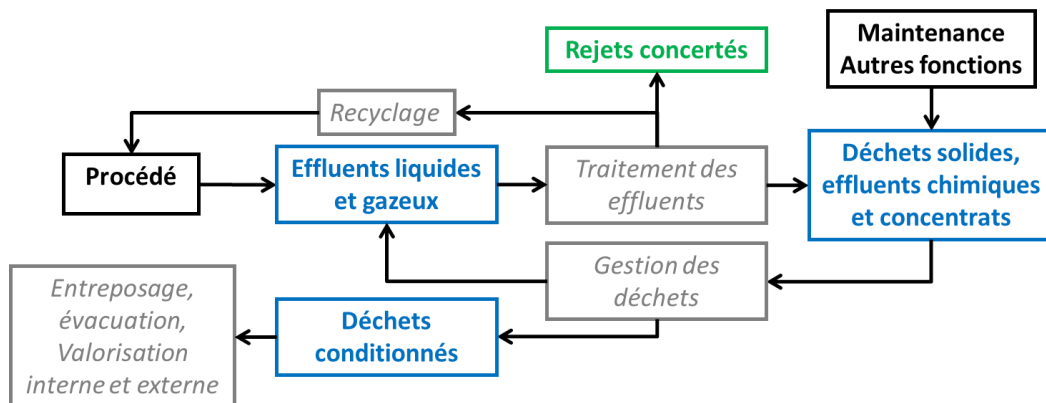 Rejets concertés
Maintenance
Autres fonctions
Recyclage
Procédé
Effluents liquides
et gazeux
Traitement des
effluents
Déchets solides,
effluents chimiques
et concentrats
Gestion des
déchets
Entreposage,
évacuation,
Valorisation
interne et externe
Déchets
conditionnés